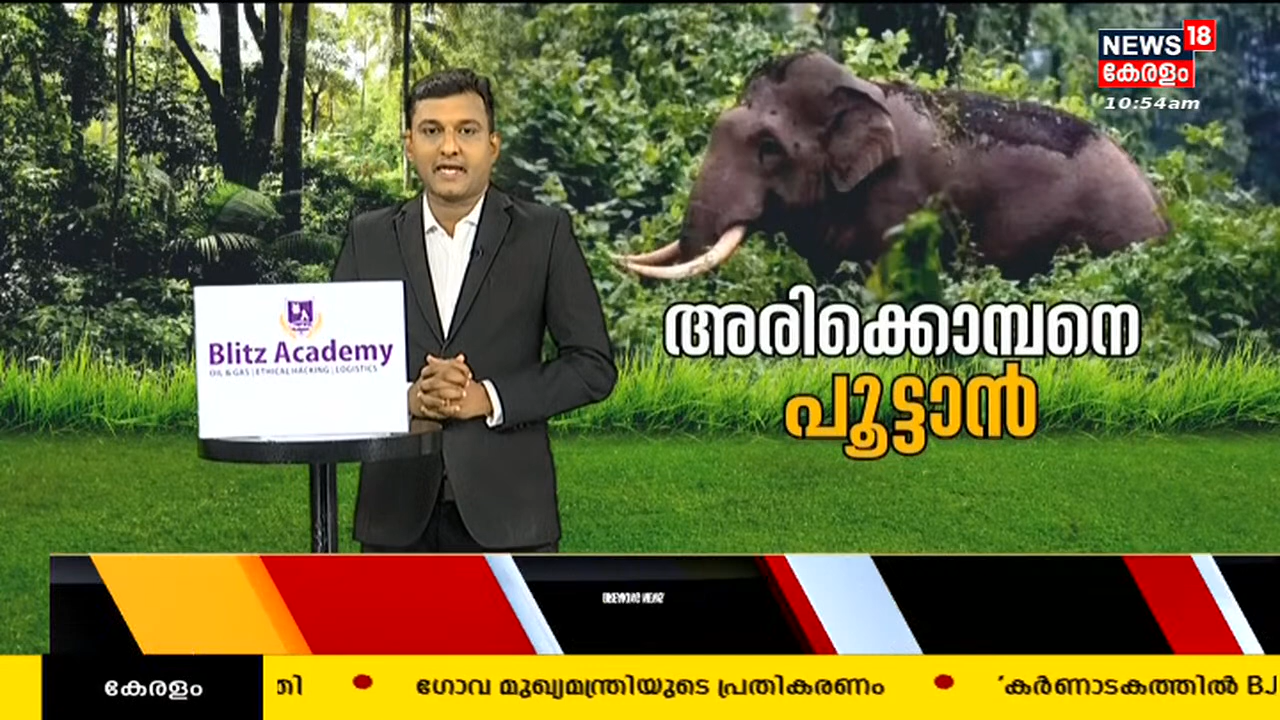 NEWS 18
കേരളം
10:54am
Blitz Academy
OIL & GAS | ETHICAL HACKING | LOGISTICS
അരിക്കൊമ്പനെ
പൂട്ടാൻ
കേരളം
തി • ഗോവ മുഖ്യമന്ത്രിയുടെ പ്രതികരണം • ‘കർണാടകത്തിൽ BJ